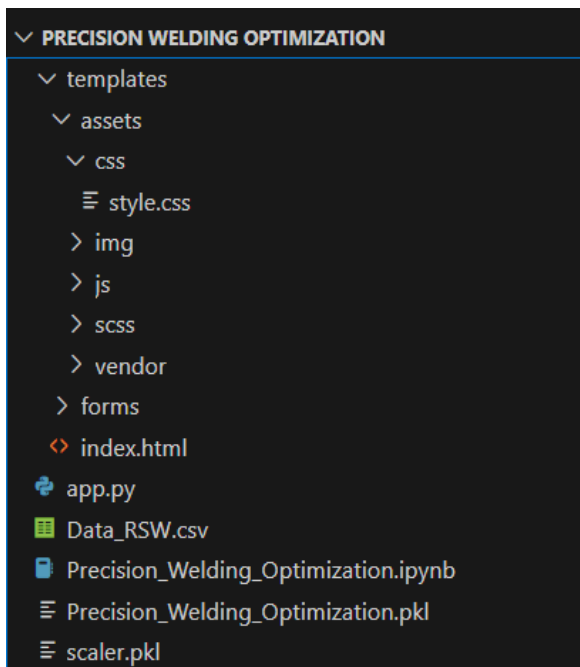 PRECISION WELDING OPTIMIZATION
templates
assets
css
style.css
img
js
scss
vendor
forms
index.html
app.py
Data_RSW.csv
Precision_Welding_Optimization.ipynb
Precision_Welding_Optimization.pkl
scaler.pkl